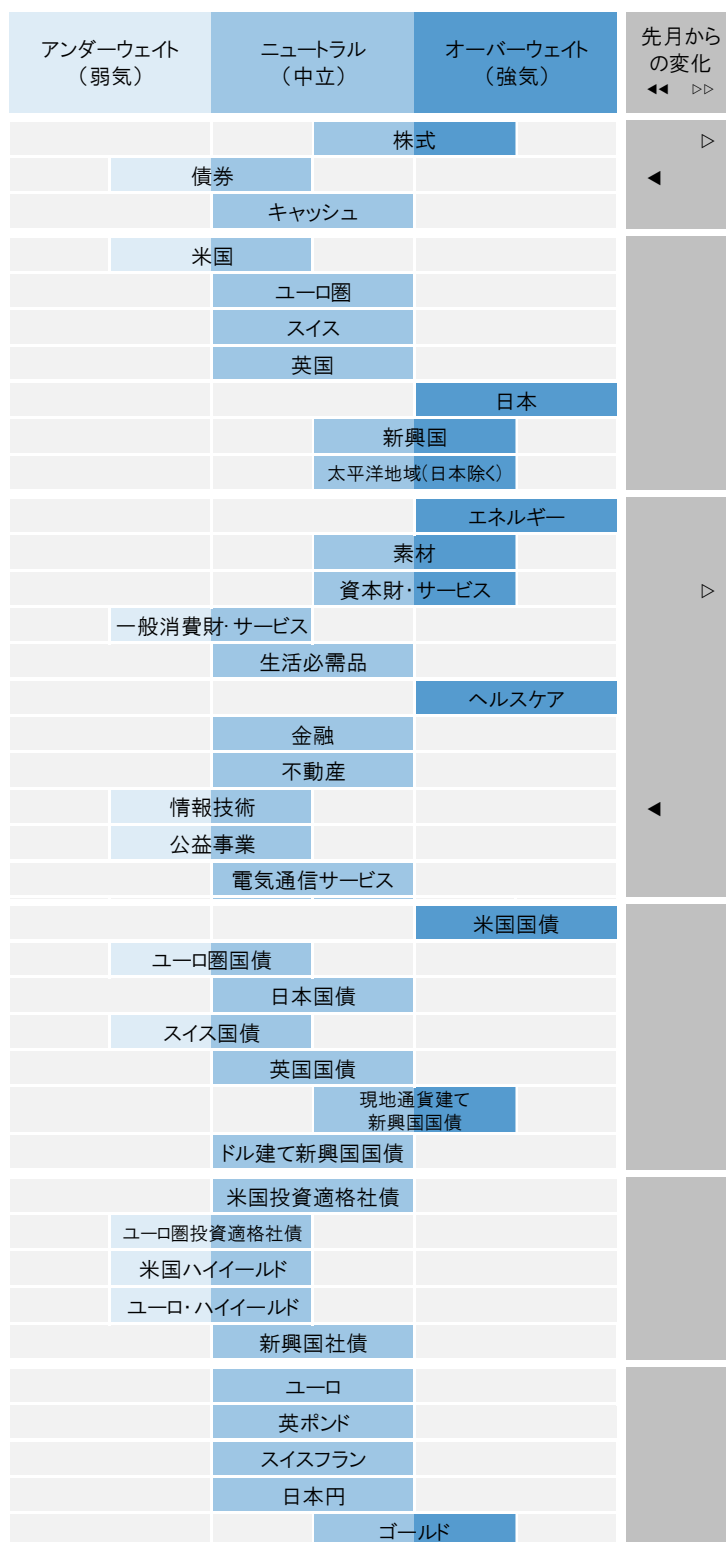 アンダーウェイト
（弱気）
ニュートラル
（中立）
オーバーウェイト
（強気）
先月から
の変化
◀◀ ▷▷
株式 ▷
債券 ◀
キャッシュ
米国
ユーロ圏
スイス
英国
日本
新興国
太平洋地域(日本除く)
エネルギー
素材
資本財・サービス ▷
一般消費財・サービス
生活必需品
ヘルスケア
金融
不動産
情報技術 ◀
公益事業
電気通信サービス
米国国債
ユーロ圏国債
日本国債
スイス国債
英国国債
現地通貨建て
新興国国債
ドル建て新興国国債
米国投資適格社債
ユーロ圏投資適格社債
米国ハイイールド
ユーロ・ハイイールド
新興国社債
ユーロ
英ポンド
スイスフラン
日本円
ゴールド